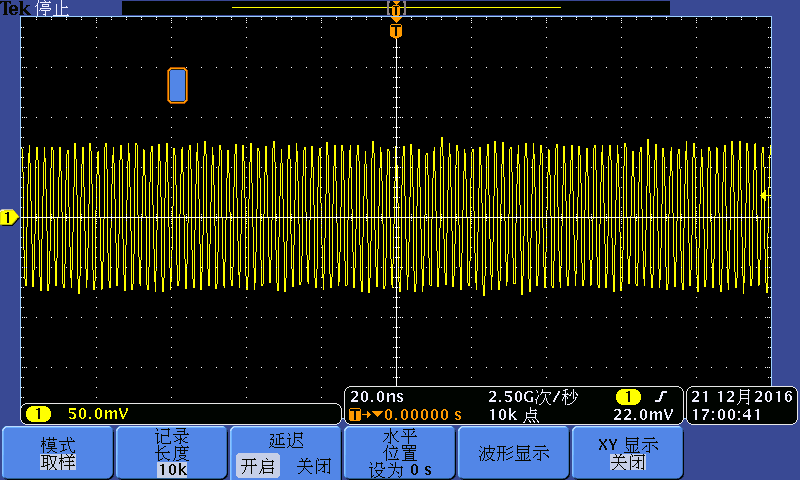 Tek 停止
T
T
1
20.0ns 2.50G次/秒 1 21 12月2016
1 50.0mV T→▼0.00000 s 10k 点 22.0mV 17:00:41
模式
取样
记录
长度
10k
延迟
开启 关闭
水平
位置
设为 0 s
波形显示
XY 显示
关闭